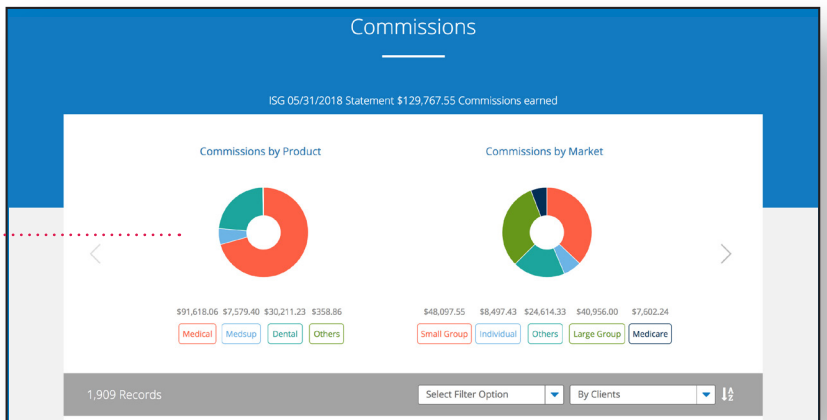 Commissions
ISG 05/31/2018 Statement $129,767.55 Commissions earned
Commissions by Product
Commissions by Market
$91,618.06 $7,579.40 $30,211.23 $358.86
Medical Medsup Dental Others
$48,097.55 $8,497.43 $24,614.33 $40,956.00 $7,602.24
Small Group Individual Others Large Group Medicare
1,909 Records
Select Filter Option
By Clients
A
Z